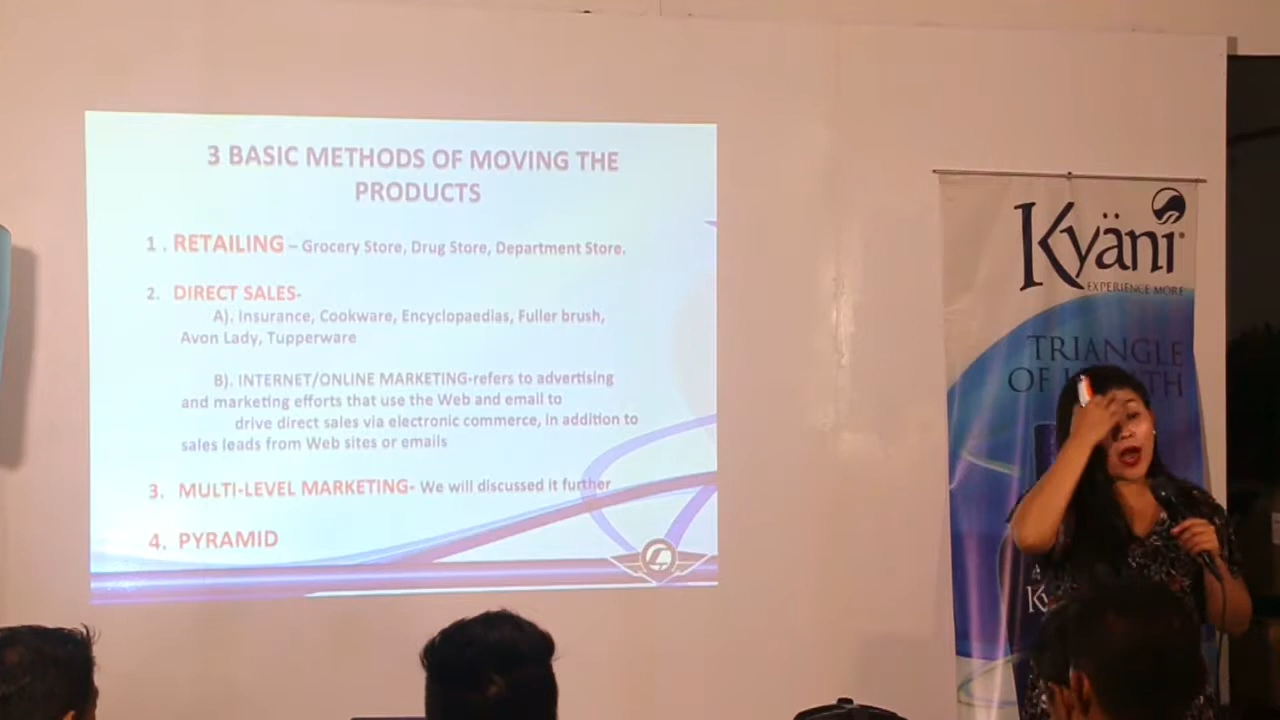 3 BASIC METHODS OF MOVING THE
PRODUCTS
1 . RETAILING – Grocery Store, Drug Store, Department Store.
2. DIRECT SALES-
A). Insurance, Cookware, Encyclopaedias, Fuller brush,
Avon Lady, Tupperware
B). INTERNET/ONLINE MARKETING-refers to advertising
and marketing efforts that use the Web and email to
drive direct sales via electronic commerce, in addition to
sales leads from Web sites or emails
3. MULTI-LEVEL MARKETING- We will discussed it further
4. PYRAMID
Kyäni®
EXPERIENCE MORE
TRIANGLE
OF